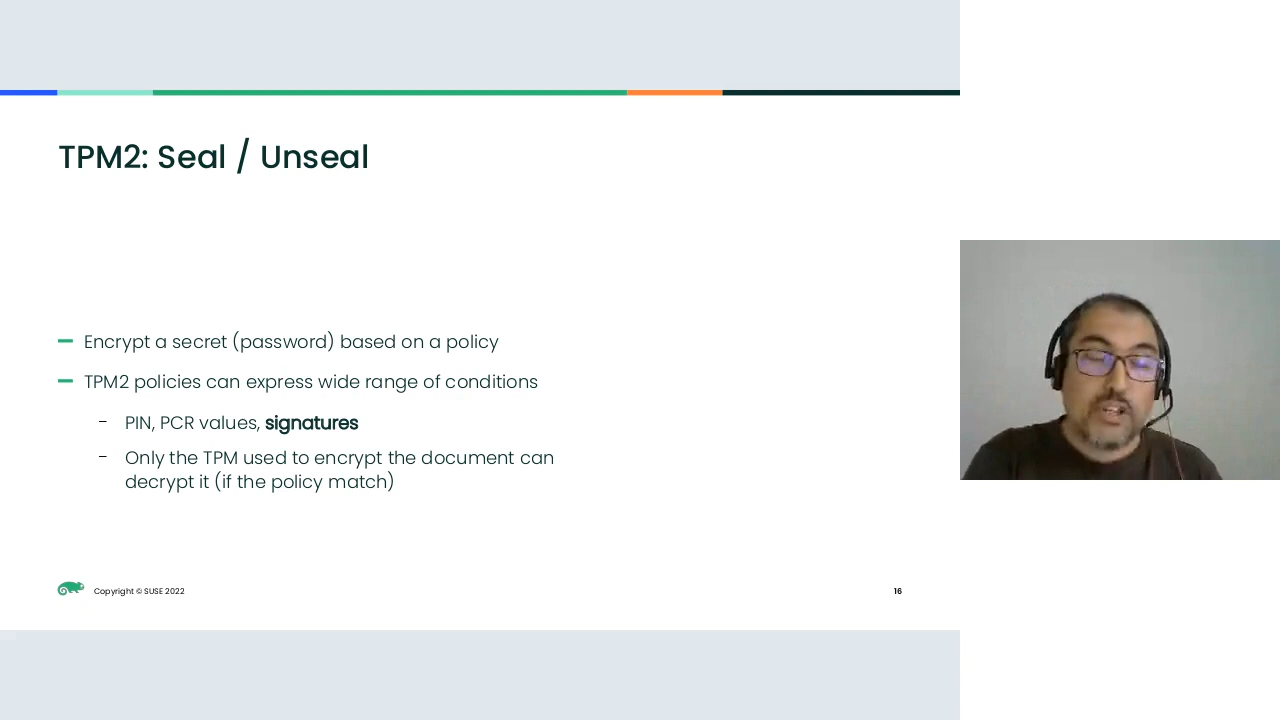 TPM2: Seal / Unseal
Encrypt a secret (password) based on a policy
TPM2 policies can express wide range of conditions
PIN, PCR values, signatures
Only the TPM used to encrypt the document can
decrypt it (if the policy match)
Copyright © SUSE 2022
16